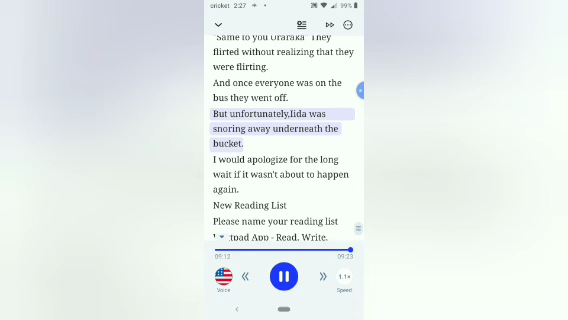 cricket 2:27
99%
"Same to you Uraraka" They
flirted without realizing that they
were flirting.
And once everyone was on the
bus they went off.
But unfortunately,Iida was
snoring away underneath the
bucket.
I would apologize for the long
wait if it wasn't about to happen
again.
New Reading List
Please name your reading list
tpad App - Read. Write.
09:12
09:23
1.1×
Voice
Speed